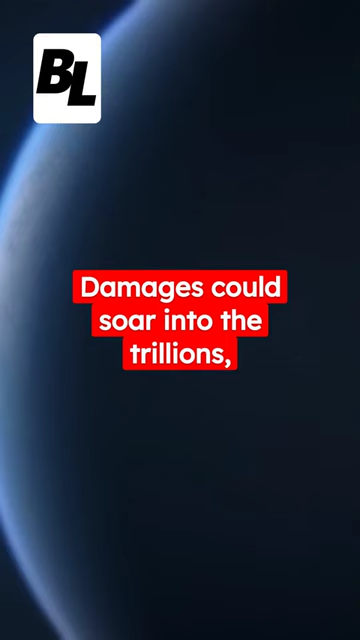 BL
Damages could
soar into the
trillions,